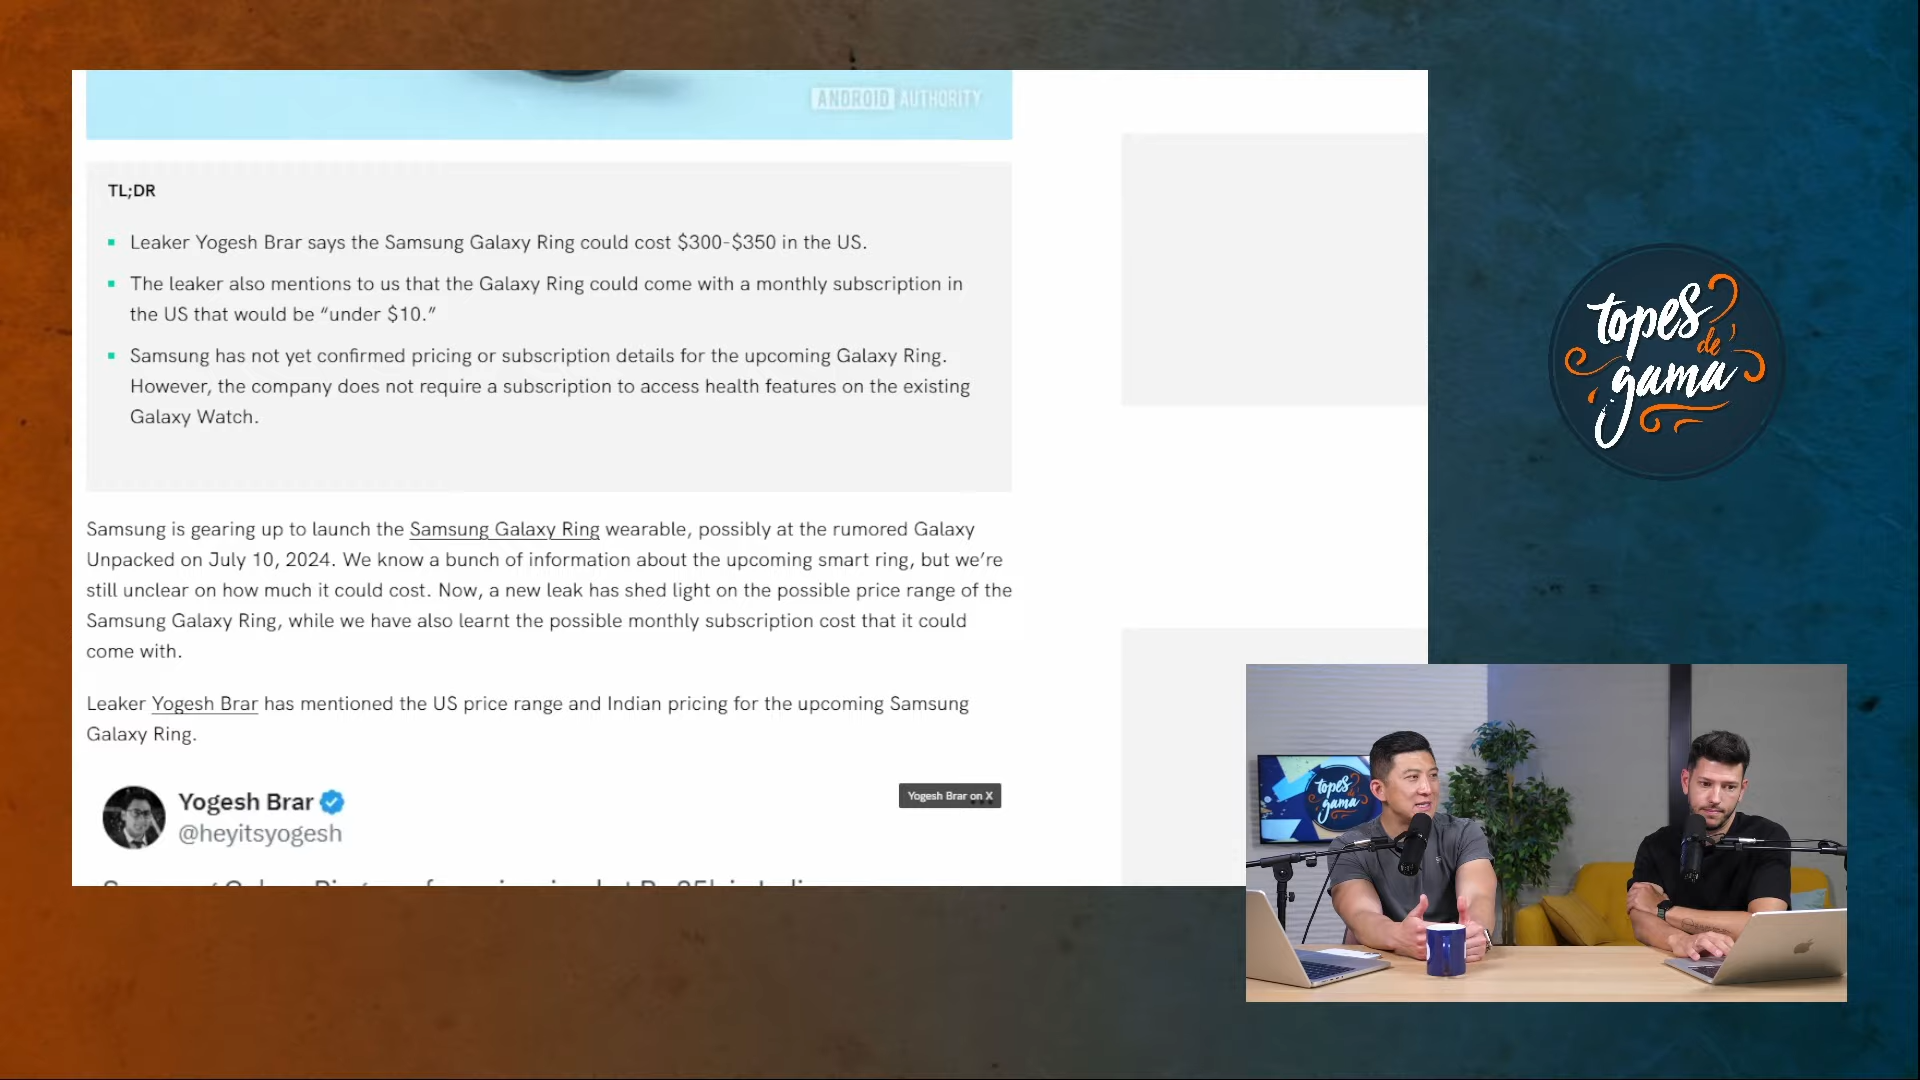 ANDROID AUTHORITY
TL;DR
Leaker Yogesh Brar says the Samsung Galaxy Ring could cost $300-$350 in the US.
The leaker also mentions to us that the Galaxy Ring could come with a monthly subscription in
the US that would be “under $10.”
Samsung has not yet confirmed pricing or subscription details for the upcoming Galaxy Ring.
However, the company does not require a subscription to access health features on the existing
Galaxy Watch.
Samsung is gearing up to launch the Samsung Galaxy Ring wearable, possibly at the rumored Galaxy
Unpacked on July 10, 2024. We know a bunch of information about the upcoming smart ring, but we’re
still unclear on how much it could cost. Now, a new leak has shed light on the possible price range of the
Samsung Galaxy Ring, while we have also learnt the possible monthly subscription cost that it could
come with.
Leaker Yogesh Brar has mentioned the US price range and Indian pricing for the upcoming Samsung
Galaxy Ring.
Yogesh Brar
@heyitsyogesh
Yogesh Brar on X
topes
de
gama
topes
gama